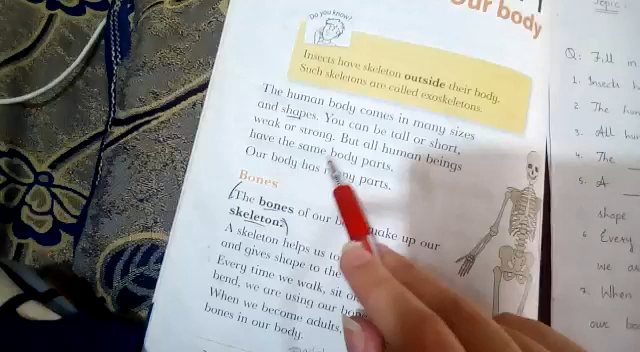 Our body
Do you know?
Insects have skeleton outside their body.
Such skeletons are called exoskeletons.
The human body comes in many sizes
and shapes. You can be tall or short,
weak or strong. But all human beings
have the same body parts.
Our body has many parts.
Bones
The bones of our make up our
skeleton.
A skeleton helps us to
and gives shape to the
Every time we walk, sit or
bend, we are using our
When we become adults,
bones in our body.
Topic
Q: Fill in
1. Insects h
2. The hum
3. All hu
4. The
5. A
shape
6. Every
we a
7. When
our bo